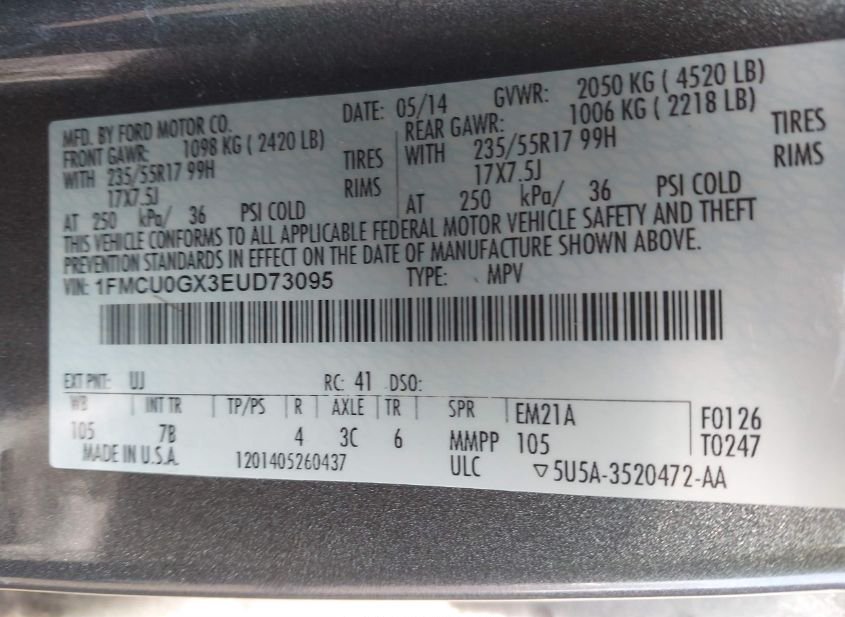 MFD. BY FORD MOTOR CO. DATE: 05/14 GVWR: 2050 KG ( 4520 LB)
FRONT GAWR: 1098 KG ( 2420 LB) REAR GAWR: 1006 KG ( 2218 LB)
WITH 235/55R17 99H TIRES WITH 235/55R17 99H TIRES
17X7.5J RIMS 17X7.5J RIMS
AT 250 kPa/ 36 PSI COLD AT 250 kPa/ 36 PSI COLD
THIS VEHICLE CONFORMS TO ALL APPLICABLE FEDERAL MOTOR VEHICLE SAFETY AND THEFT
PREVENTION STANDARDS IN EFFECT ON THE DATE OF MANUFACTURE SHOWN ABOVE.
VIN: 1FMCU0GX3EUD73095 TYPE: MPV
EXT PNT: UJ RC: 41 DSO:
WB INT TR TP/PS R AXLE TR SPR EM21A F0126
105 7B 4 3C 6 MMPP 105 T0247
MADE IN U.S.A. 1201405260437 ULC ▽5U5A-3520472-AA